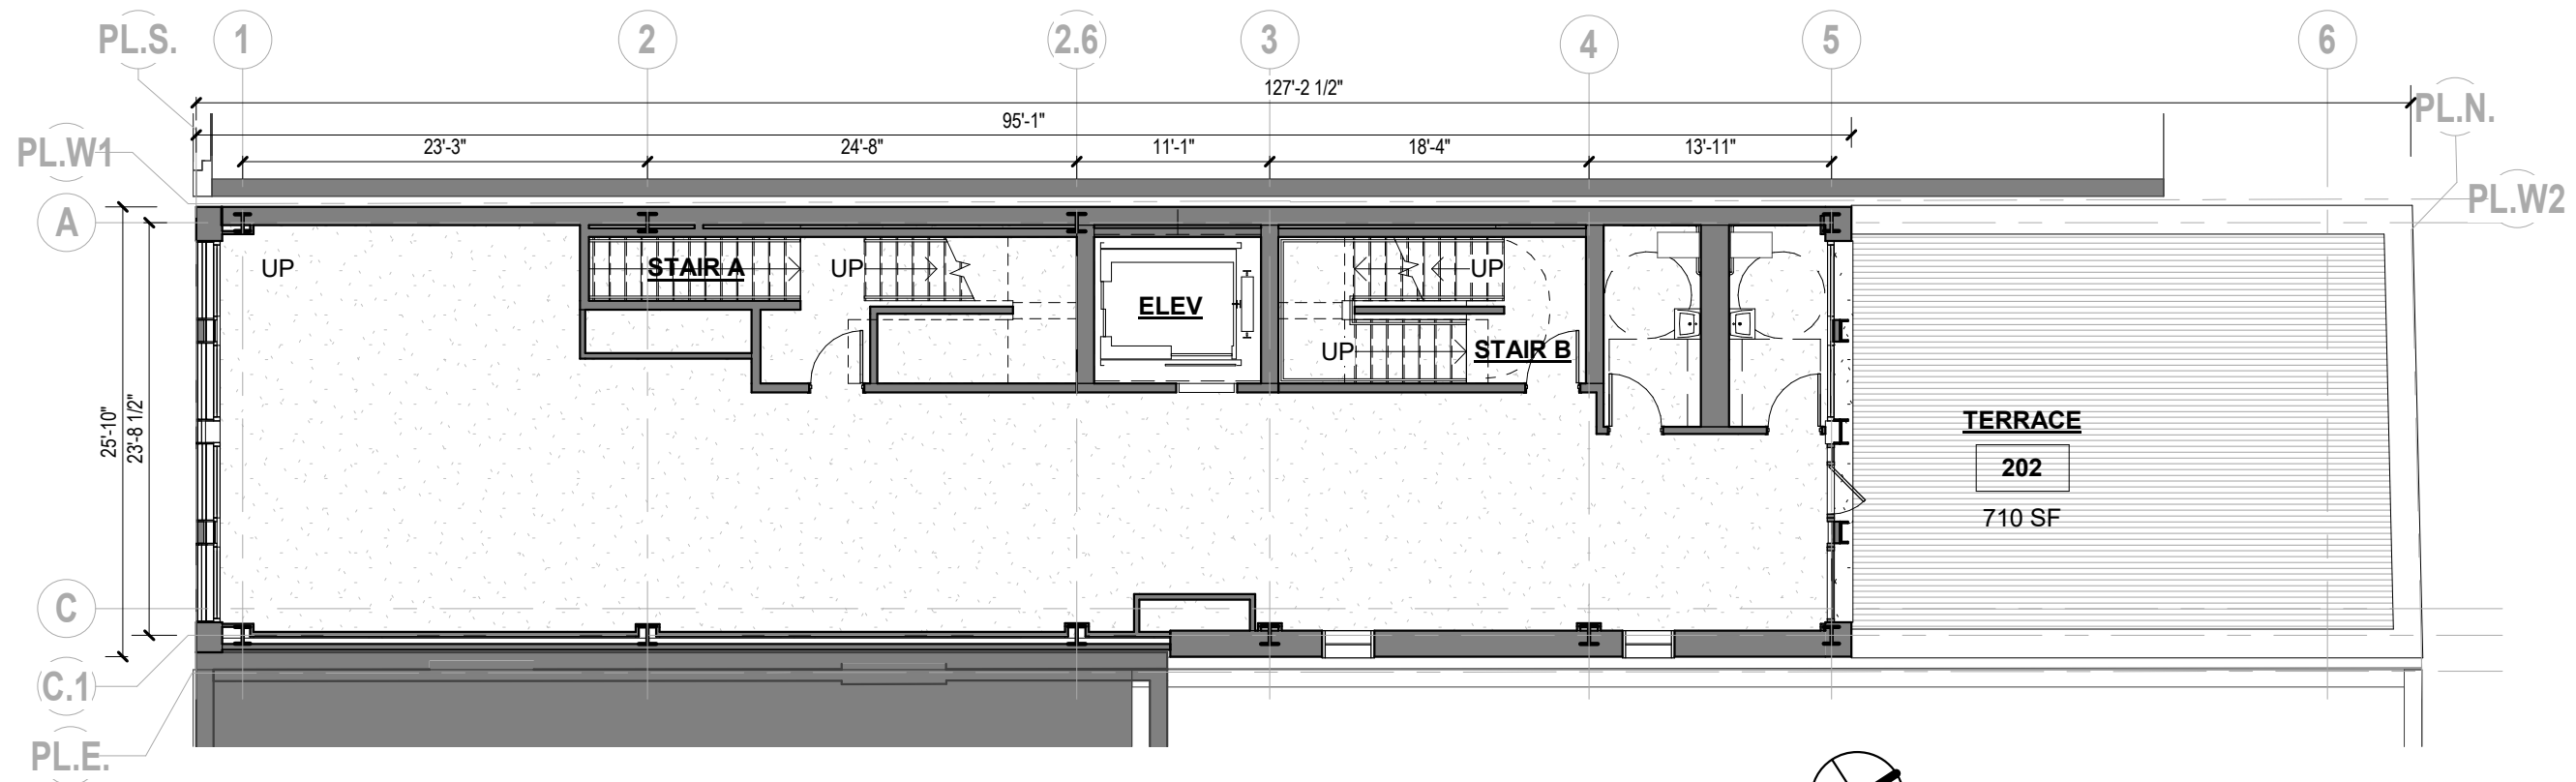 PL.S.
1
2
2.6
3
4
5
6
127'-2 1/2"
PL.N.
95'-1"
23'-3"
24'-8"
11'-1"
18'-4"
13'-11"
PL.W1
PL.W2
A
UP
STAIR A
UP
UP
ELEV
UP
STAIR B
25'-10"
23'-8 1/2"
TERRACE
202
710 SF
C
C.1
PL.E.